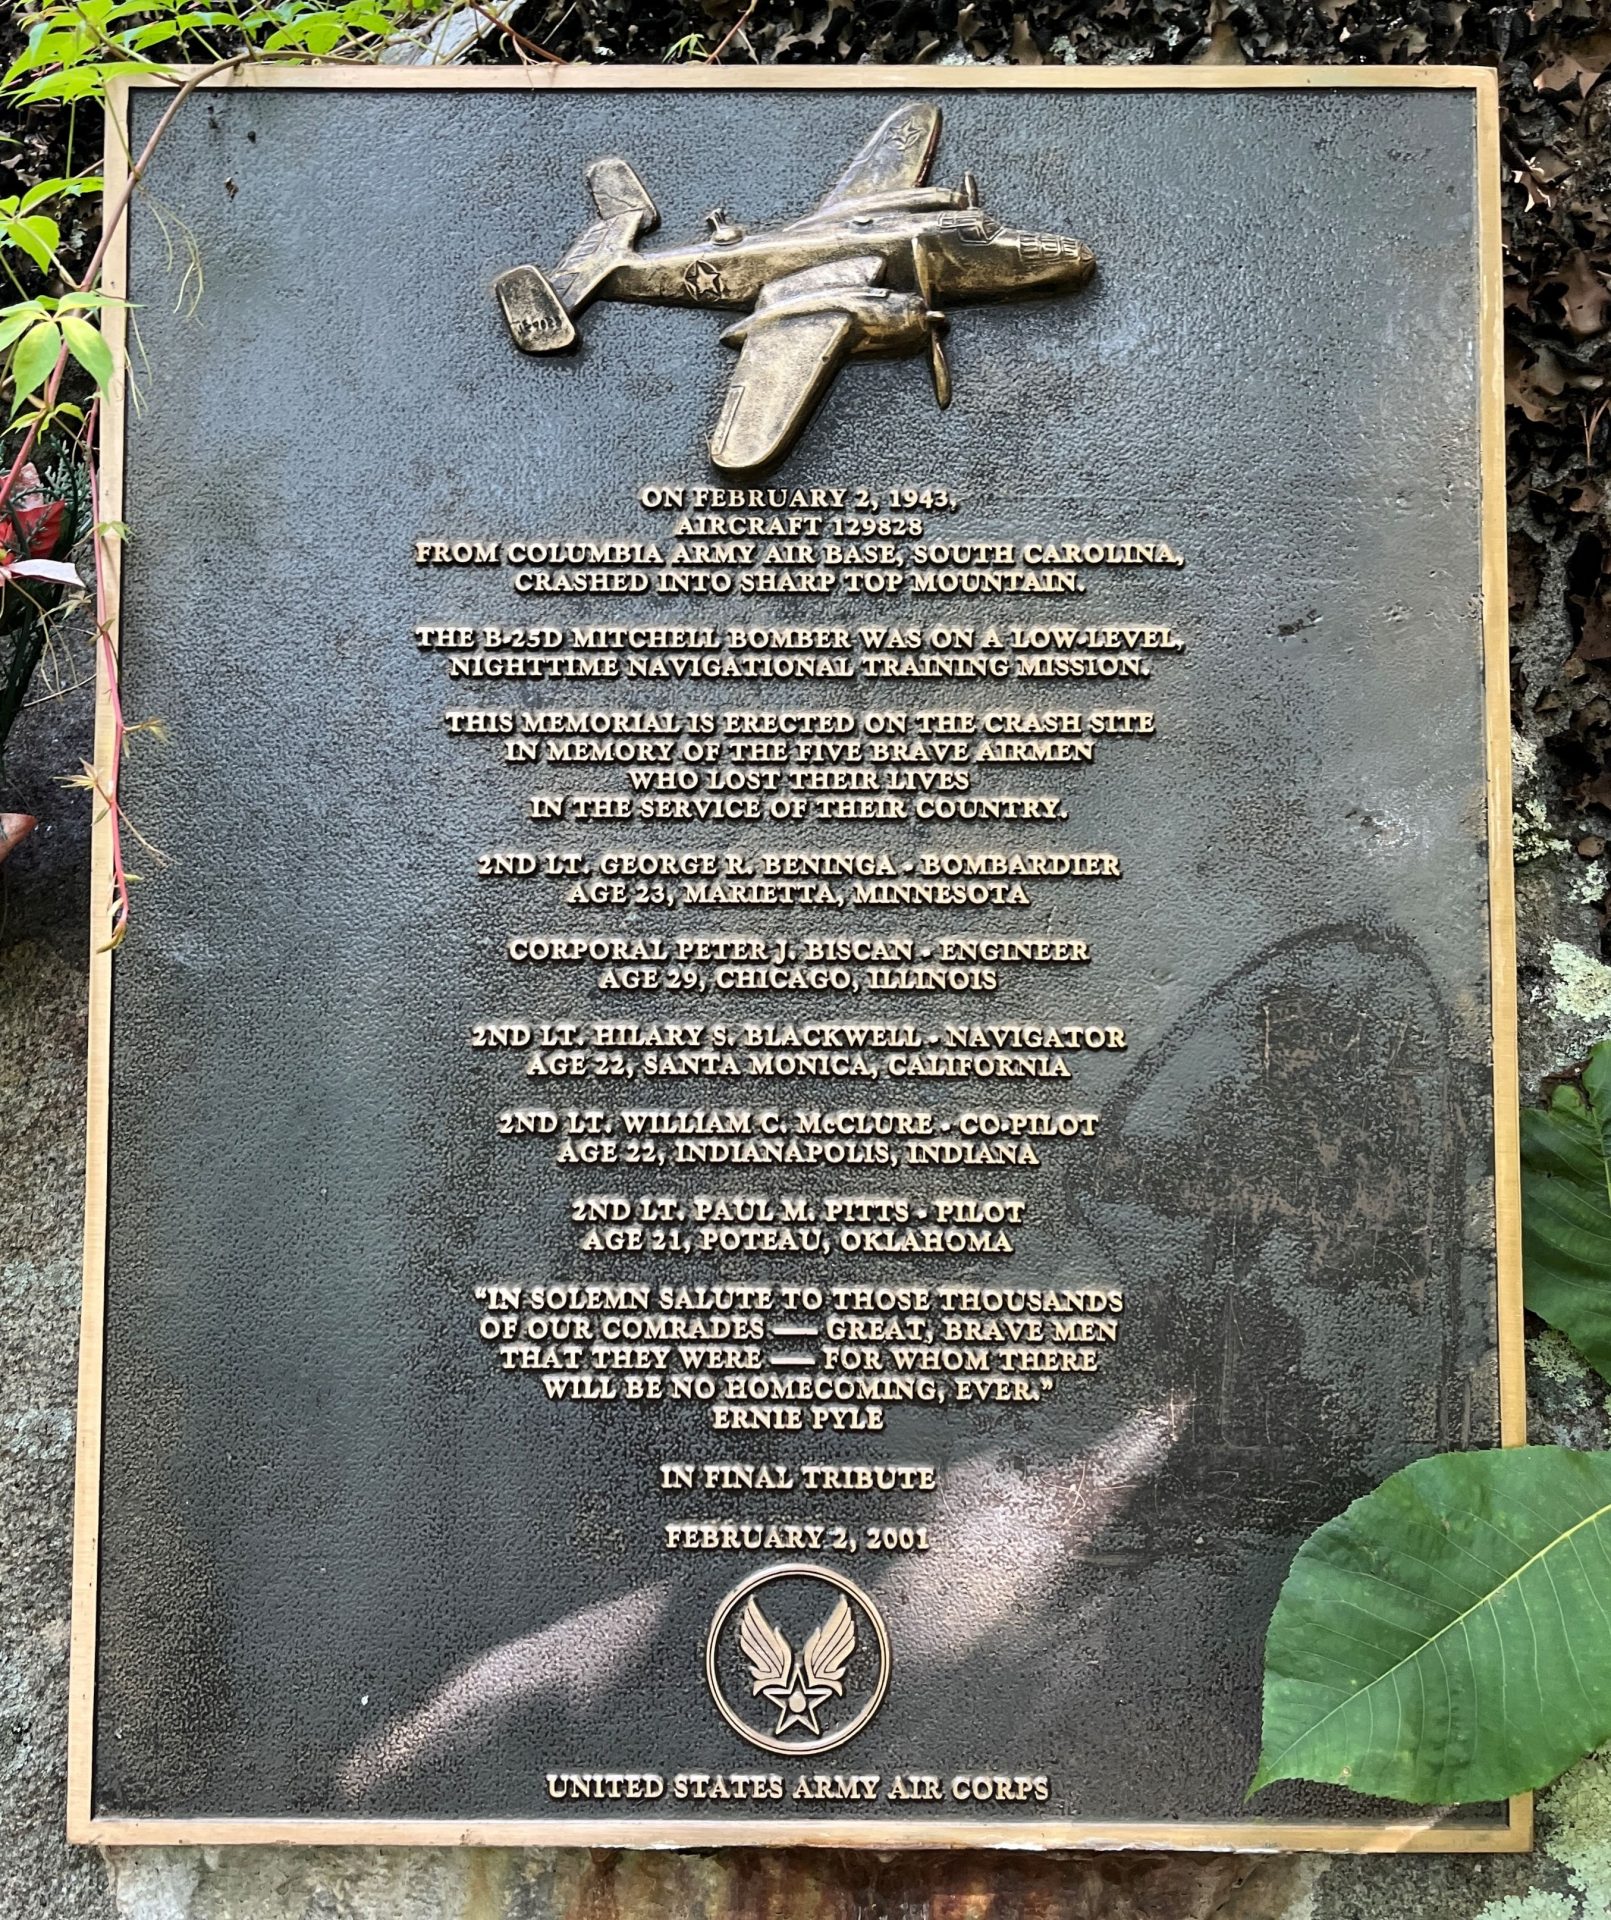 ON FEBRUARY 2, 1943,
AIRCRAFT 129828
FROM COLUMBIA ARMY AIR BASE, SOUTH CAROLINA,
CRASHED INTO SHARP TOP MOUNTAIN.
THE B-25D MITCHELL BOMBER WAS ON A LOW-LEVEL,
NIGHTTIME NAVIGATIONAL TRAINING MISSION.
THIS MEMORIAL IS ERECTED ON THE CRASH SITE
IN MEMORY OF THE FIVE BRAVE AIRMEN
WHO LOST THEIR LIVES
IN THE SERVICE OF THEIR COUNTRY.
2ND LT. GEORGE R. BENINGA - BOMBARDIER
AGE 23, MARIETTA, MINNESOTA
CORPORAL PETER J. BISCAN - ENGINEER
AGE 29, CHICAGO, ILLINOIS
2ND LT. HILARY S. BLACKWELL - NAVIGATOR
AGE 22, SANTA MONICA, CALIFORNIA
2ND LT. WILLIAM C. McCLURE - CO-PILOT
AGE 22, INDIANAPOLIS, INDIANA
2ND LT. PAUL M. PITTS - PILOT
AGE 21, POTEAU, OKLAHOMA
"IN SOLEMN SALUTE TO THOSE THOUSANDS
OF OUR COMRADES — GREAT, BRAVE MEN
THAT THEY WERE — FOR WHOM THERE
WILL BE NO HOMECOMING, EVER."
ERNIE PYLE
IN FINAL TRIBUTE
FEBRUARY 2, 2001
UNITED STATES ARMY AIR CORPS